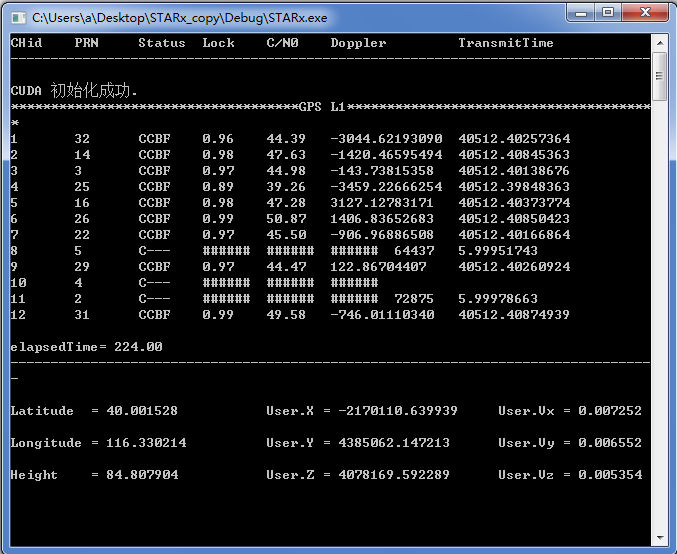 C:\Users\a\Desktop\STARx_copy\Debug\STARx.exe
CHid PRN Status Lock C/N0 Doppler TransmitTime
--------------------------------------------------------------------------------
CUDA 初始化成功.
************************************GPS L1**************************************
*
1 32 CCBF 0.96 44.39 -3044.62193090 40512.40257364
2 14 CCBF 0.98 47.63 -1420.46595494 40512.40845363
3 3 CCBF 0.97 44.98 -143.73815358 40512.40138676
4 25 CCBF 0.89 39.26 -3459.22666254 40512.39848363
5 16 CCBF 0.98 47.28 3127.12783171 40512.40373774
6 26 CCBF 0.99 50.87 1406.83652683 40512.40850423
7 22 CCBF 0.97 45.50 -906.96886508 40512.40166864
8 5 C--- ###### ###### ###### 64437 5.99951743
9 29 CCBF 0.97 44.47 122.86704407 40512.40260924
10 4 C--- ###### ###### ######
11 2 C--- ###### ###### ###### 72875 5.99978663
12 31 CCBF 0.99 49.58 -746.01110340 40512.40874939
elapsedTime= 224.00
--------------------------------------------------------------------------------
-
Latitude = 40.001528 User.X = -2170110.639939 User.Vx = 0.007252
Longitude = 116.330214 User.Y = 4385062.147213 User.Vy = 0.006552
Height = 84.807904 User.Z = 4078169.592289 User.Vz = 0.005354